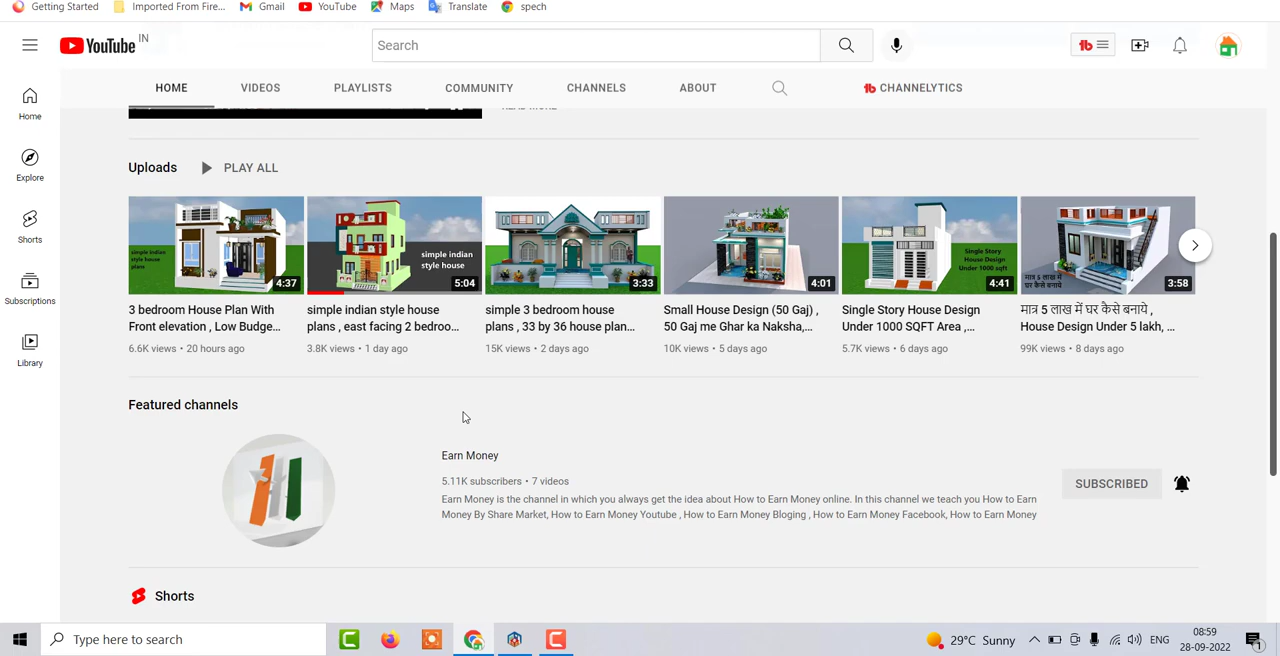 Getting Started Imported From Fire... Gmail YouTube Maps Translate spech
YouTube IN
Search
HOME VIDEOS PLAYLISTS COMMUNITY CHANNELS ABOUT CHANNELYTICS
Home
Explore
Shorts
Subscriptions
Library
Uploads PLAY ALL
simple indian
style house
plans
4:37
simple indian
style house
5:04
3:33
4:01
Single Story
House Design
Under 1000 sqft
4:41
मात्र 5 लाख में
घर कैसे बनाये
3:58
3 bedroom House Plan With
Front elevation , Low Budge...
6.6K views • 20 hours ago
simple indian style house
plans , east facing 2 bedroo...
3.8K views • 1 day ago
simple 3 bedroom house
plans , 33 by 36 house plan...
15K views • 2 days ago
Small House Design (50 Gaj) ,
50 Gaj me Ghar ka Naksha,...
10K views • 5 days ago
Single Story House Design
Under 1000 SQFT Area ,...
5.7K views • 6 days ago
मात्र 5 लाख में घर कैसे बनाये ,
House Design Under 5 lakh, ...
99K views • 8 days ago
Featured channels
Earn Money
5.11K subscribers • 7 videos
Earn Money is the channel in which you always get the idea about How to Earn Money online. In this channel we teach you How to Earn
Money By Share Market, How to Earn Money Youtube , How to Earn Money Bloging , How to Earn Money Facebook, How to Earn Money
SUBSCRIBED
Shorts
Type here to search
29°C Sunny
ENG
08:59
28-09-2022
1